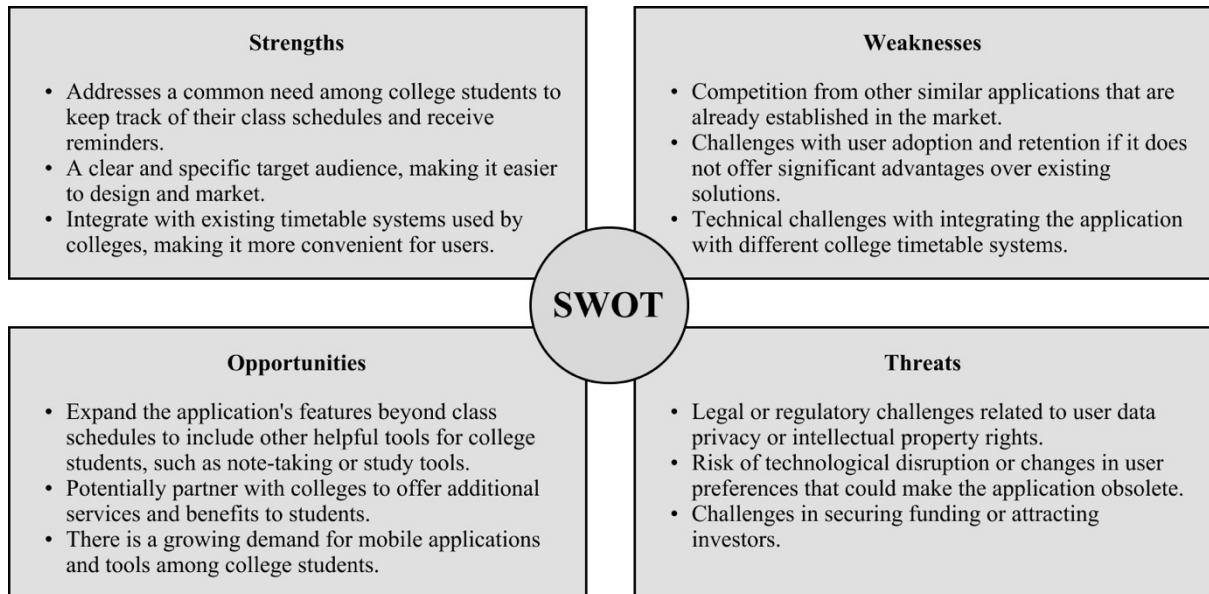 Strengths
• Addresses a common need among college students to
keep track of their class schedules and receive
reminders.
• A clear and specific target audience, making it easier
to design and market.
• Integrate with existing timetable systems used by
colleges, making it more convenient for users.
Weaknesses
• Competition from other similar applications that are
already established in the market.
• Challenges with user adoption and retention if it does
not offer significant advantages over existing
solutions.
• Technical challenges with integrating the application
with different college timetable systems.
SWOT
Opportunities
• Expand the application's features beyond class
schedules to include other helpful tools for college
students, such as note-taking or study tools.
• Potentially partner with colleges to offer additional
services and benefits to students.
• There is a growing demand for mobile applications
and tools among college students.
Threats
• Legal or regulatory challenges related to user data
privacy or intellectual property rights.
• Risk of technological disruption or changes in user
preferences that could make the application obsolete.
• Challenges in securing funding or attracting
investors.